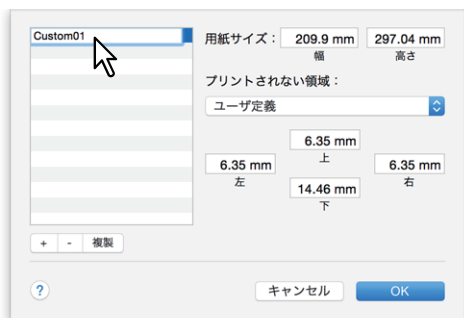 Custom01
用紙サイズ： 209.9 mm 297.04 mm
幅 高さ
プリントされない領域：
ユーザ定義
6.35 mm
上
6.35 mm 6.35 mm
左 右
14.46 mm
下
+ - 複製
? キャンセル OK